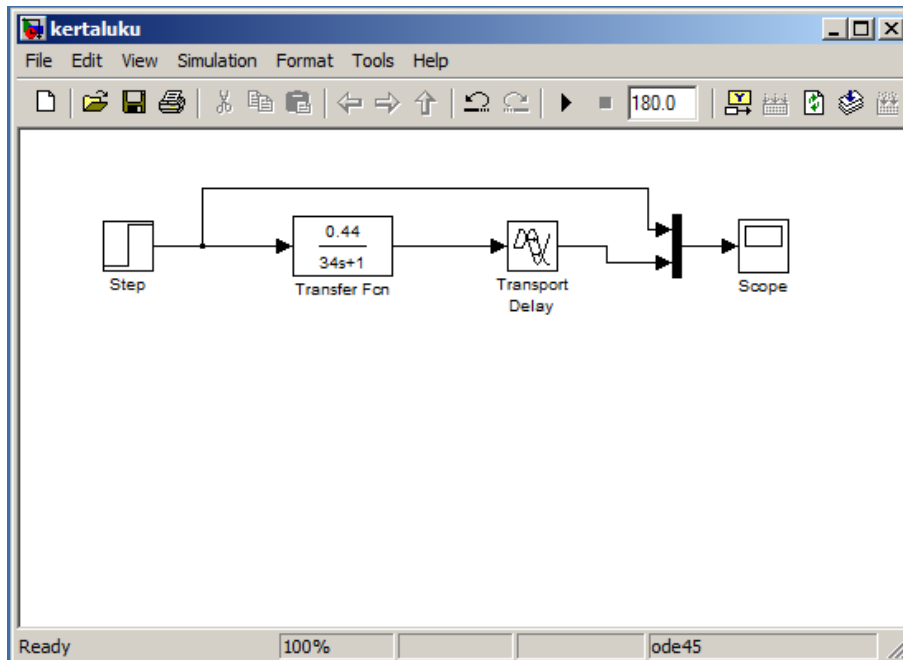 kertaluku
File Edit View Simulation Format Tools Help
180.0
0.44
34s+1
Step
Transfer Fcn
Transport
Delay
Scope
Ready 100% ode45